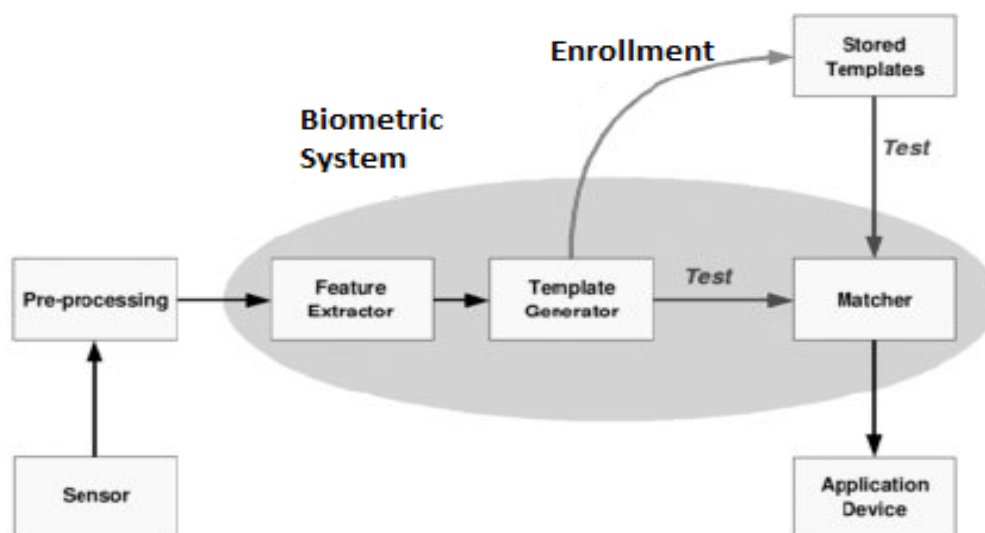 Enrollment
Stored
Templates
Biometric
System
Test
Pre-processing
Feature
Extractor
Template
Generator
Test
Matcher
Sensor
Application
Device